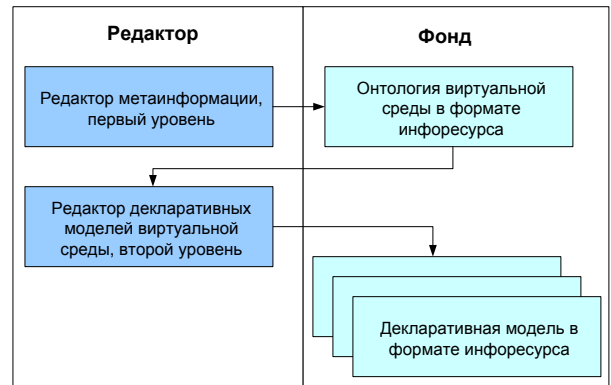 Редактор
Фонд
Редактор метаинформации,
первый уровень
Онтология виртуальной
среды в формате
инфоресурса
Редактор декларативных
моделей виртуальной
среды, второй уровень
Декларативная модель в
формате инфоресурса